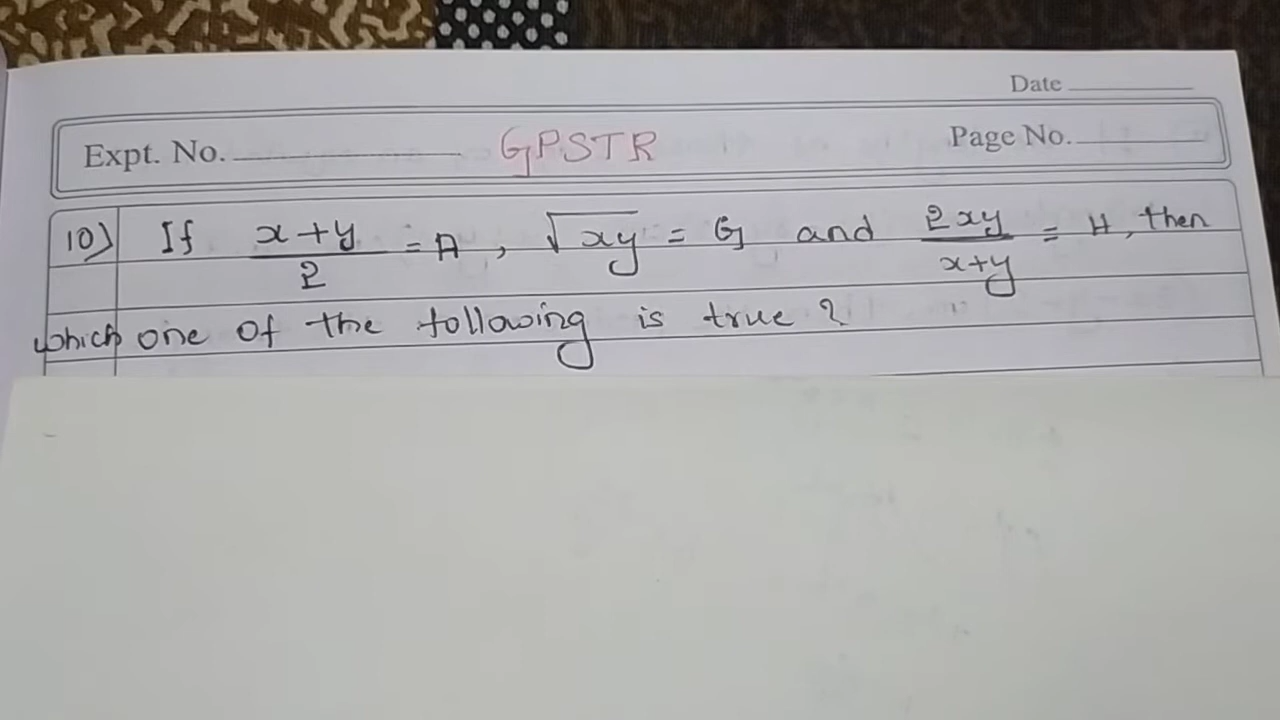 Date
Expt. No. GPSTR Page No.
10) If x+y/2 = A, √xy = G and 2xy/x+y = H, then
which one of the following is true ?